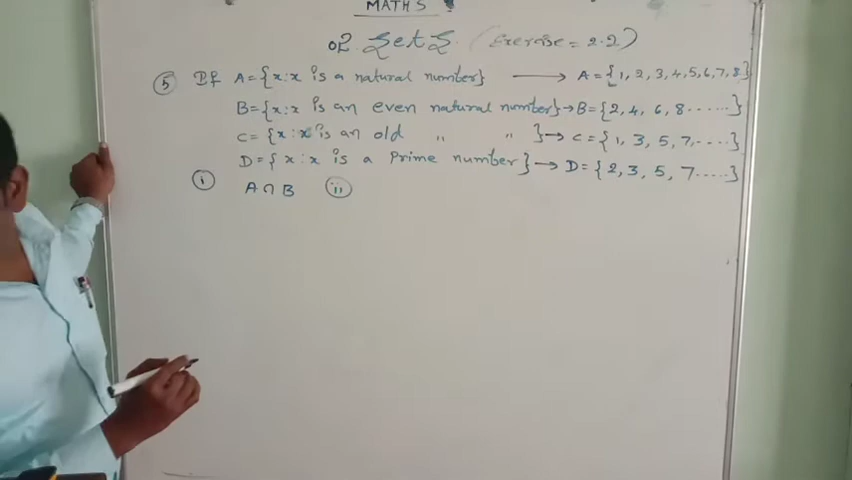 MATHS
of sets (Exercise = 2.2)
5 If A={x:x is a natural number} → A={1,2,3,4,5,6,7,8}
B={x:x is an even natural number}→B={2,4,6,8......}
C={x:x is an old " " }→C={1,3,5,7,....}
D={x:x is a prime number}→D={2,3,5,7.....}
i A∩B ii